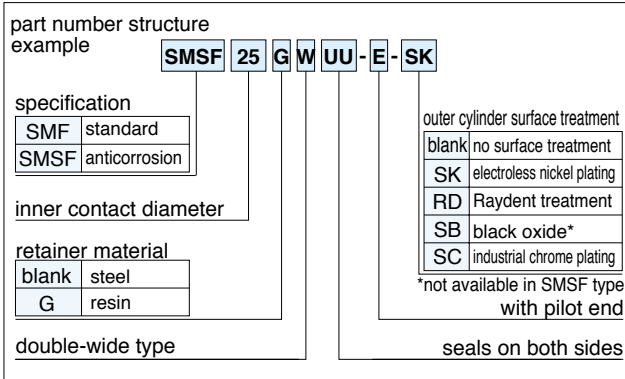 part number structure
example
SMSF 25 G W UU - E - SK
specification
SMF standard
SMSF anticorrosion
inner contact diameter
retainer material
blank steel
G resin
double-wide type
outer cylinder surface treatment
blank no surface treatment
SK electroless nickel plating
RD Raydent treatment
SB black oxide*
SC industrial chrome plating
*not available in SMSF type
with pilot end
seals on both sides